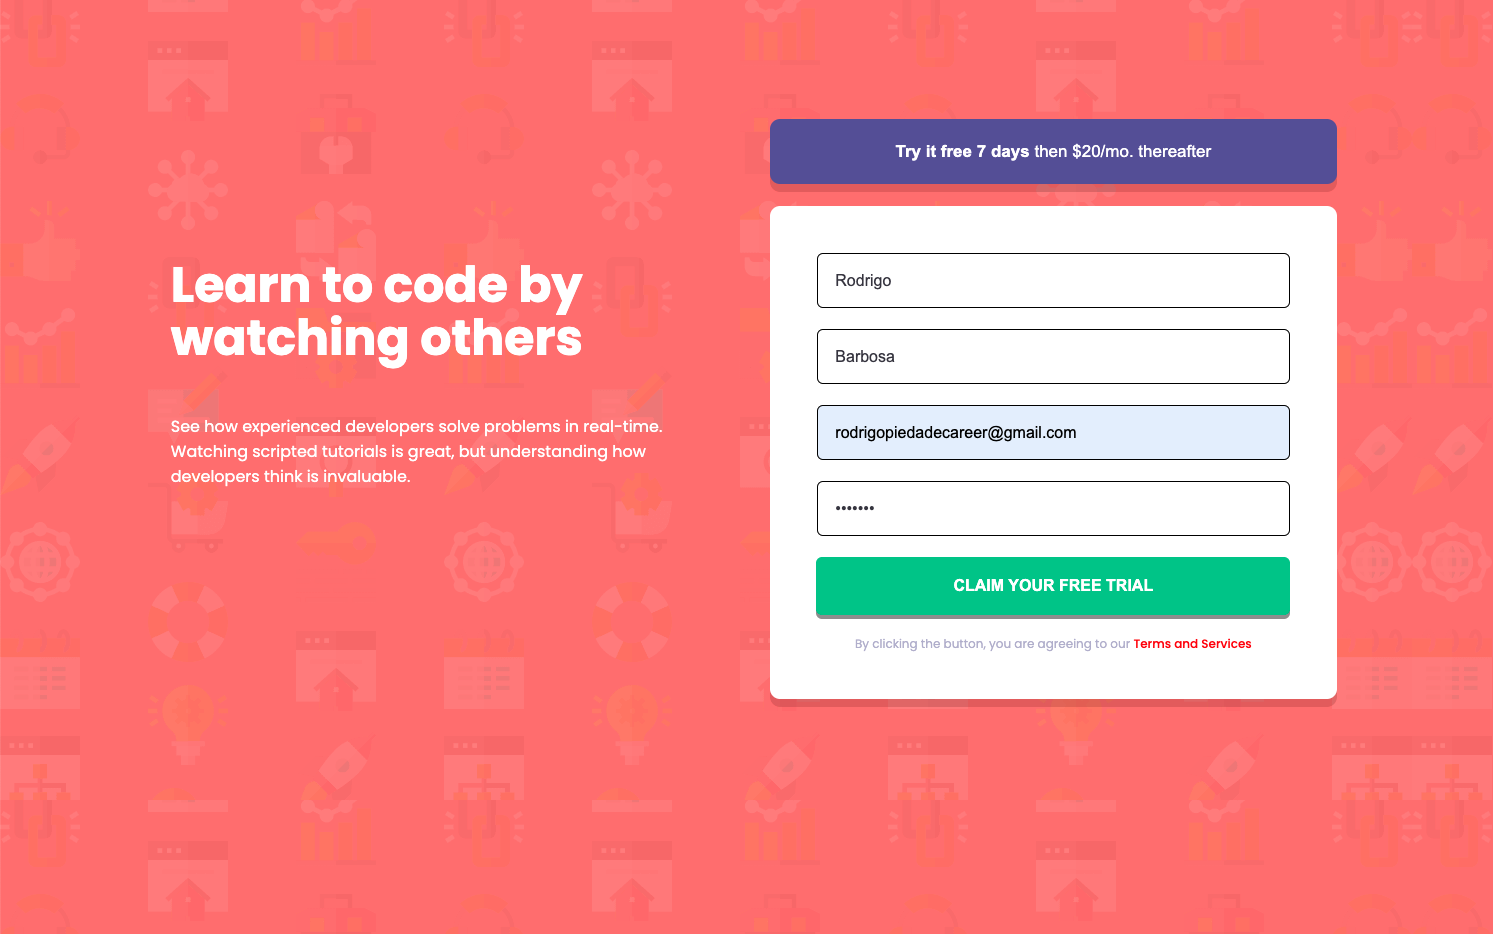 Learn to code by
watching others
See how experienced developers solve problems in real-time.
Watching scripted tutorials is great, but understanding how
developers think is invaluable.
Try it free 7 days then $20/mo. thereafter
Rodrigo
Barbosa
rodrigopiedadecareer@gmail.com
•••••••
CLAIM YOUR FREE TRIAL
By clicking the button, you are agreeing to our Terms and Services